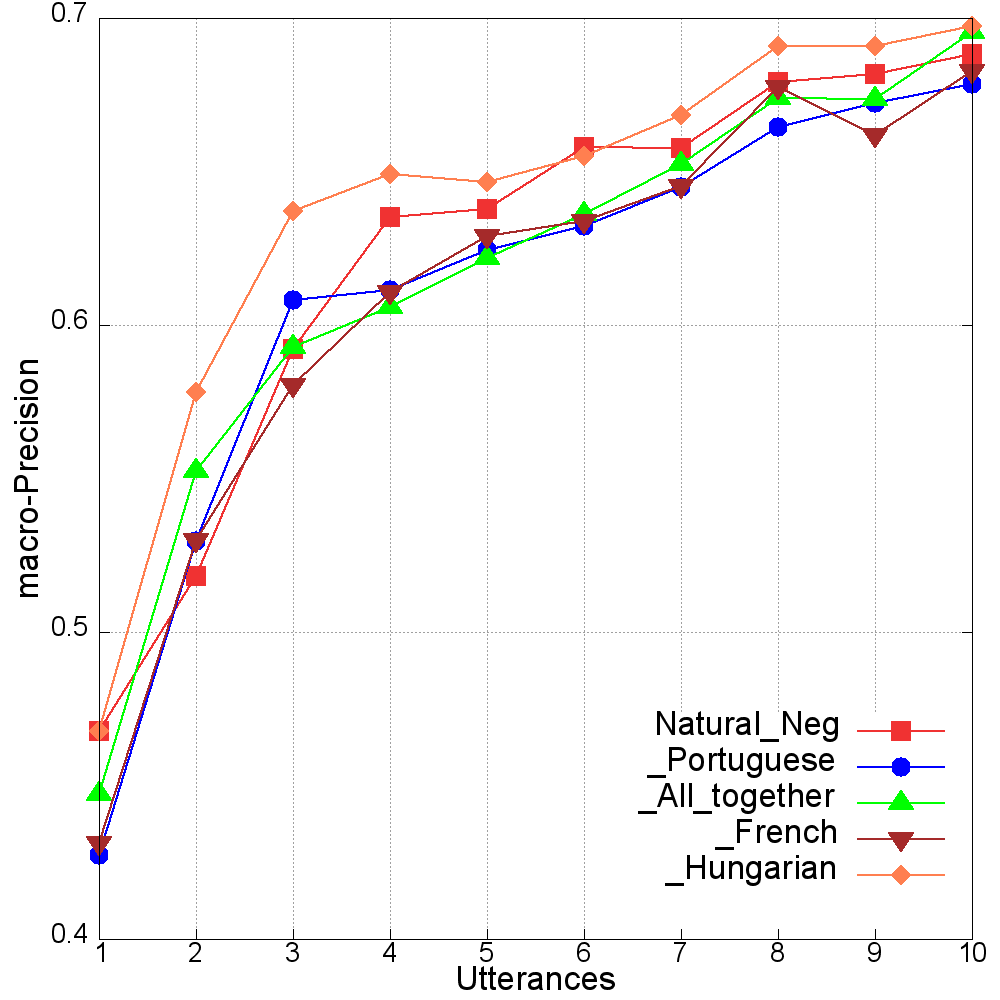 0.7
0.6
0.5
0.4
macro-Precision
Natural_Neg
_Portuguese
_All_together
_French
_Hungarian
1 2 3 4 5 6 7 8 9 10
Utterances